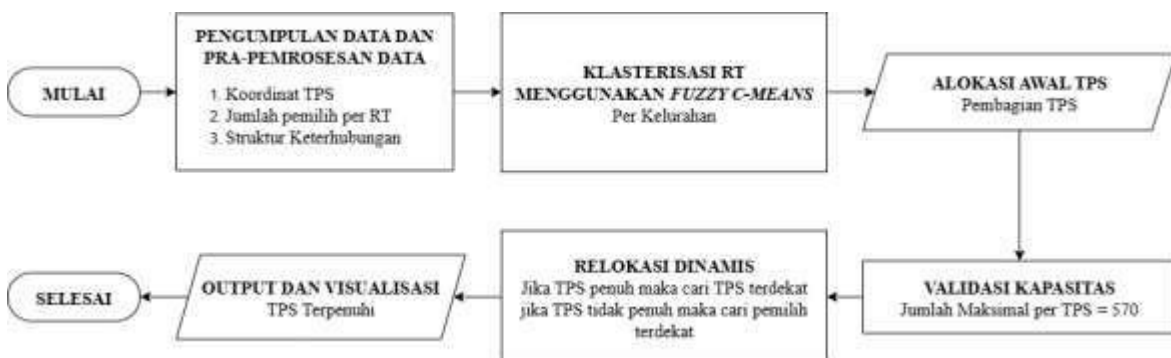 MULAI
PENGUMPULAN DATA DAN
PRA-PEMROSESAN DATA
1. Koordinat TPS
2. Jumlah pemilih per RT
3. Struktur Keterhubungan
KLASTERISASI RT
MENGGUNAKAN FUZZY C-MEANS
Per Kelurahan
ALOKASI AWAL TPS
Pembagian TPS
VALIDASI KAPASITAS
Jumlah Maksimal per TPS = 570
RELOKASI DINAMIS
Jika TPS penuh maka cari TPS terdekat
jika TPS tidak penuh maka cari pemilih
terdekat
OUTPUT DAN VISUALISASI
TPS Terpenuhi
SELESAI